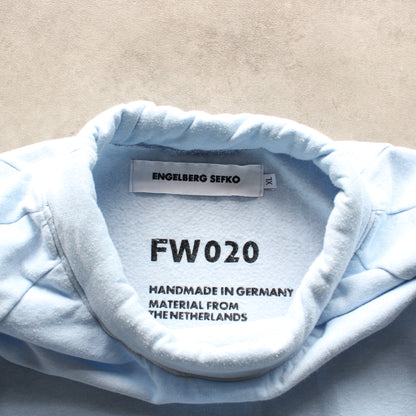 ENGELBERG SEFKO
XL
FW020
HANDMADE IN GERMANY
MATERIAL FROM
THE NETHERLANDS